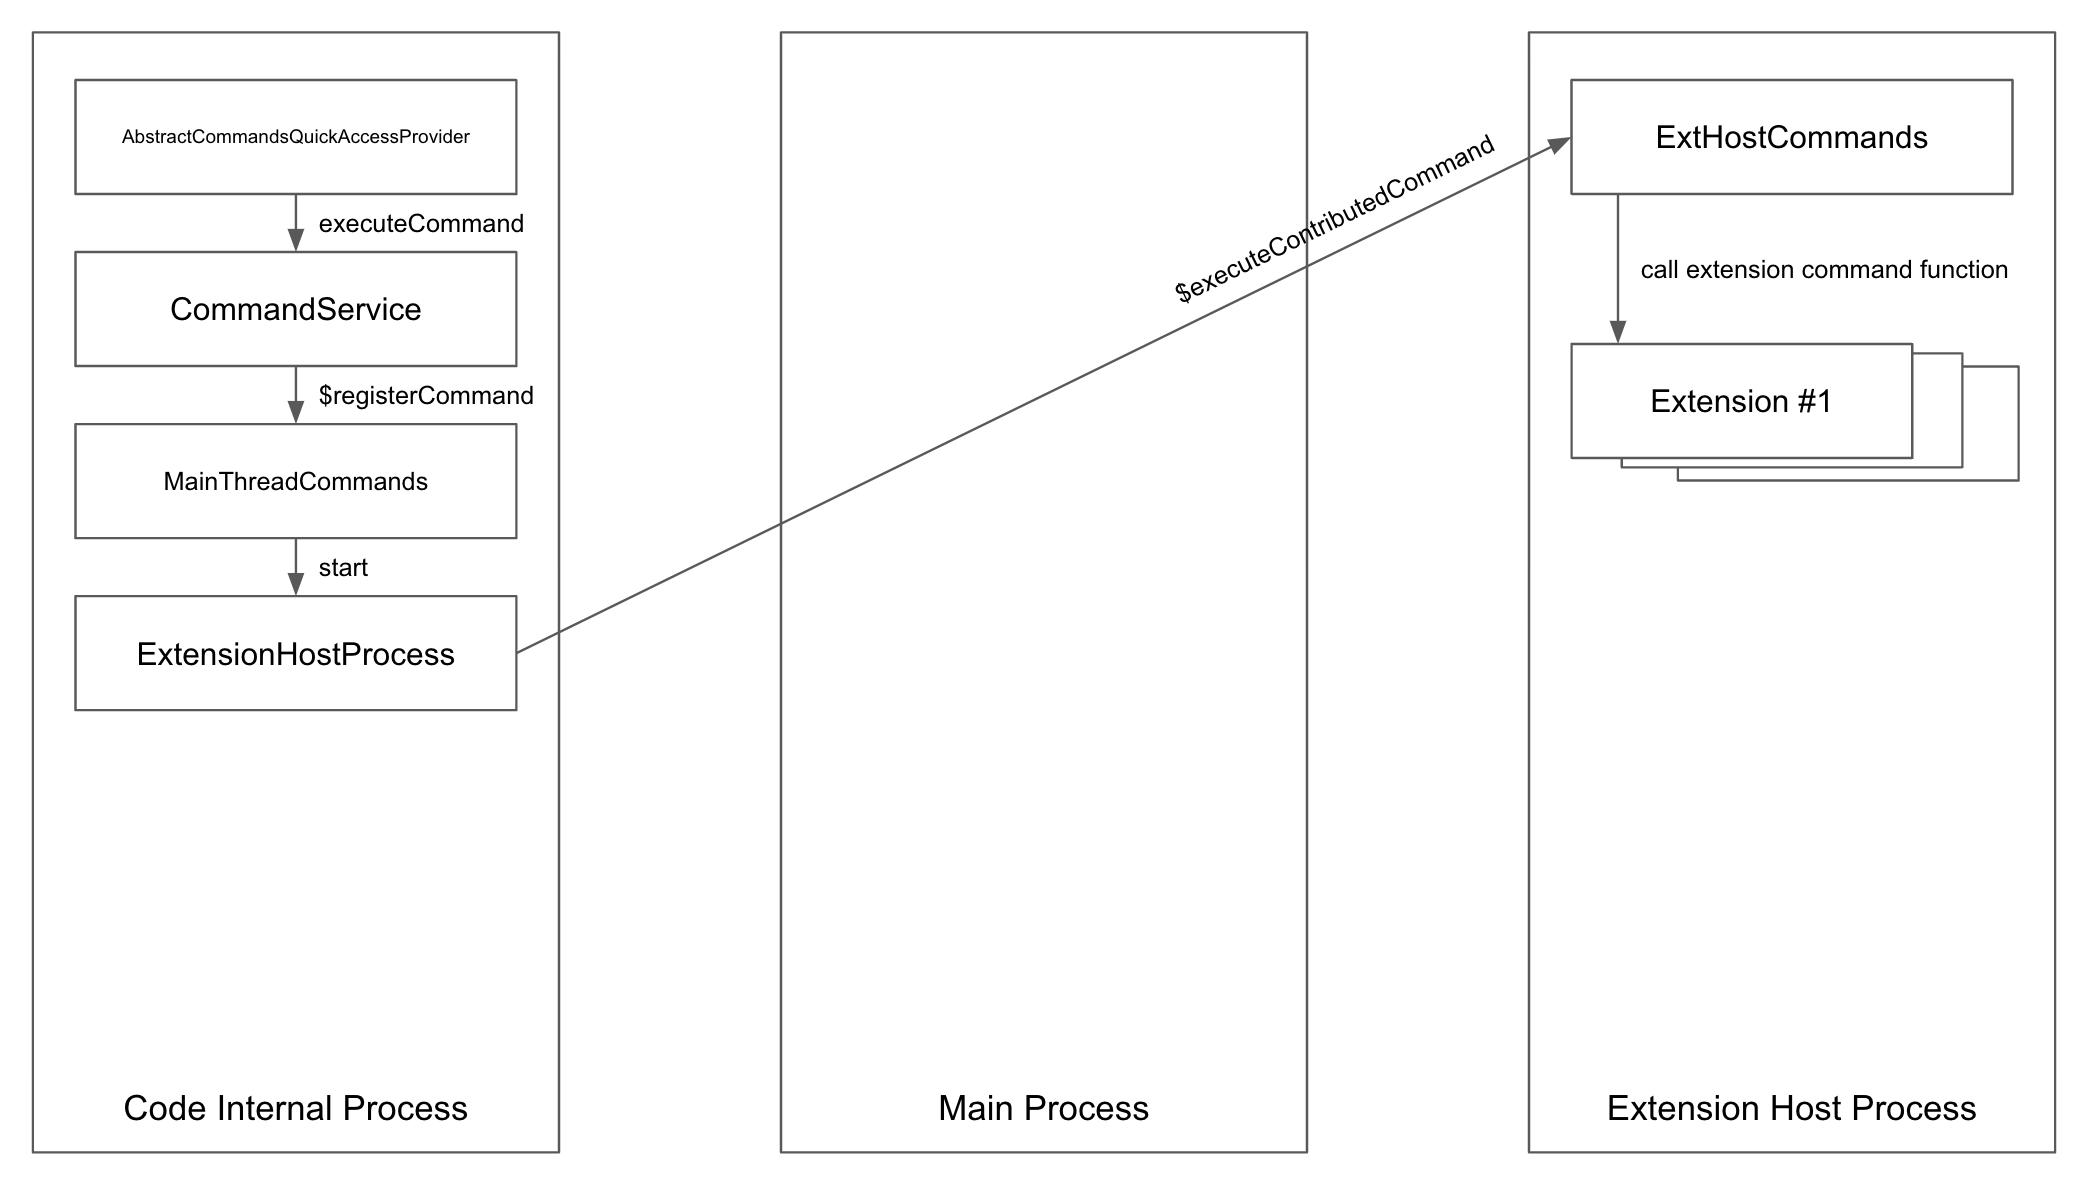 AbstractCommandsQuickAccessProvider
executeCommand
CommandService
$registerCommand
MainThreadCommands
start
ExtensionHostProcess
Code Internal Process
$executeContributedCommand
Main Process
ExtHostCommands
call extension command function
Extension #1
Extension Host Process